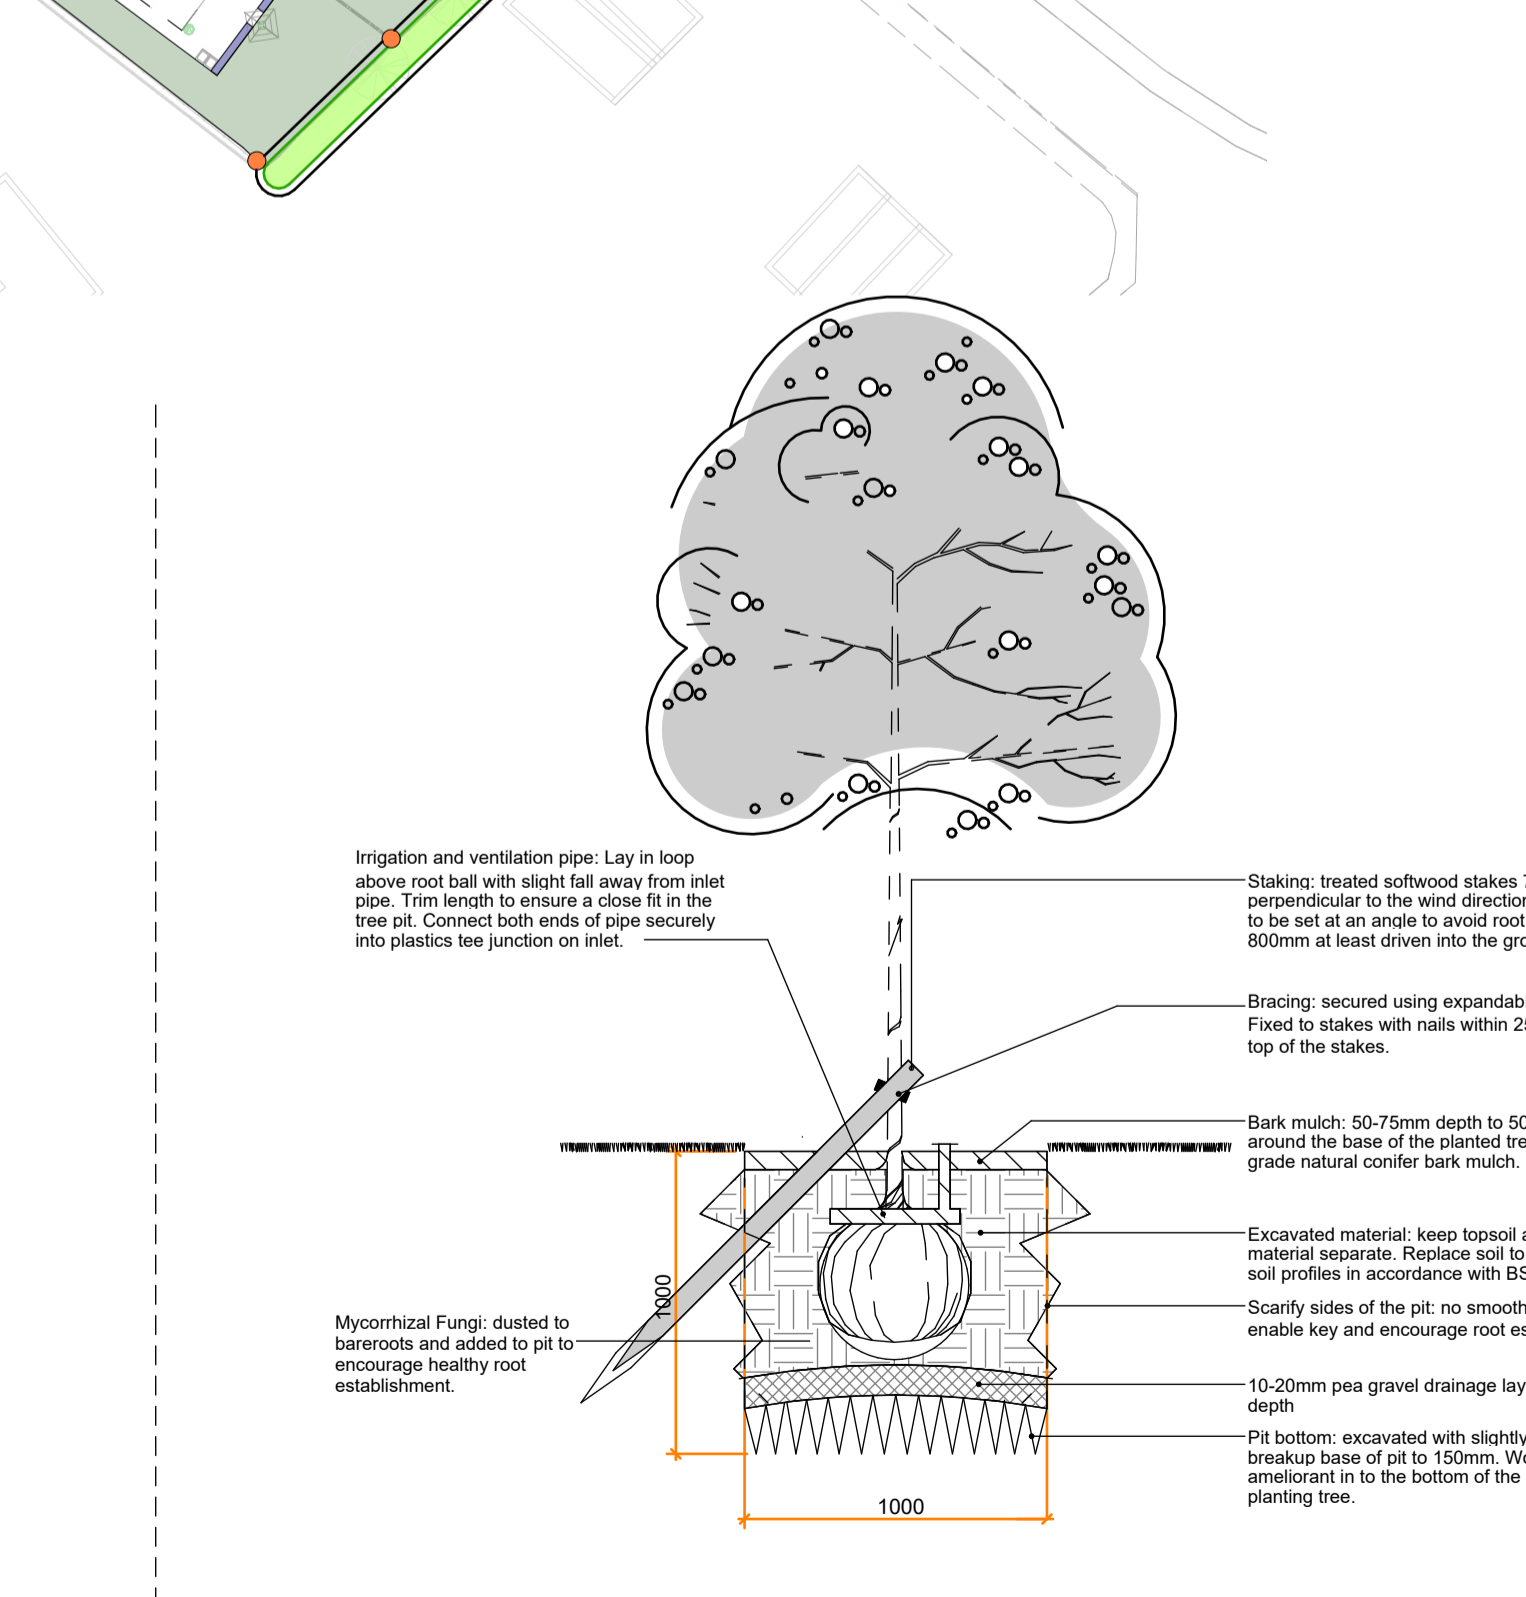 Irrigation and ventilation pipe: Lay in loop
above root ball with slight fall away from inlet
pipe. Trim length to ensure a close fit in the
tree pit. Connect both ends of pipe securely
into plastics tee junction on inlet.
Staking: treated softwood stakes
perpendicular to the wind direction
to be set at an angle to avoid root
800mm at least driven into the
Bracing: secured using
Fixed to stakes with nails within
top of the stakes.
Bark mulch: 50-75mm depth to
around the base of the planted
grade natural conifer bark mulch.
Excavated material: keep topsoil
material separate. Replace soil to
soil profiles in accordance with BS
Scarify sides of the pit: no smooth
enable key and encourage root
Mycorrhizal Fungi: dusted to
bareroots and added to pit to
encourage healthy root
establishment.
10-20mm pea gravel drainage
depth
Pit bottom: excavated with slightly
breakup base of pit to 150mm.
ameliorant in to the bottom of the
planting tree.
1000
1000